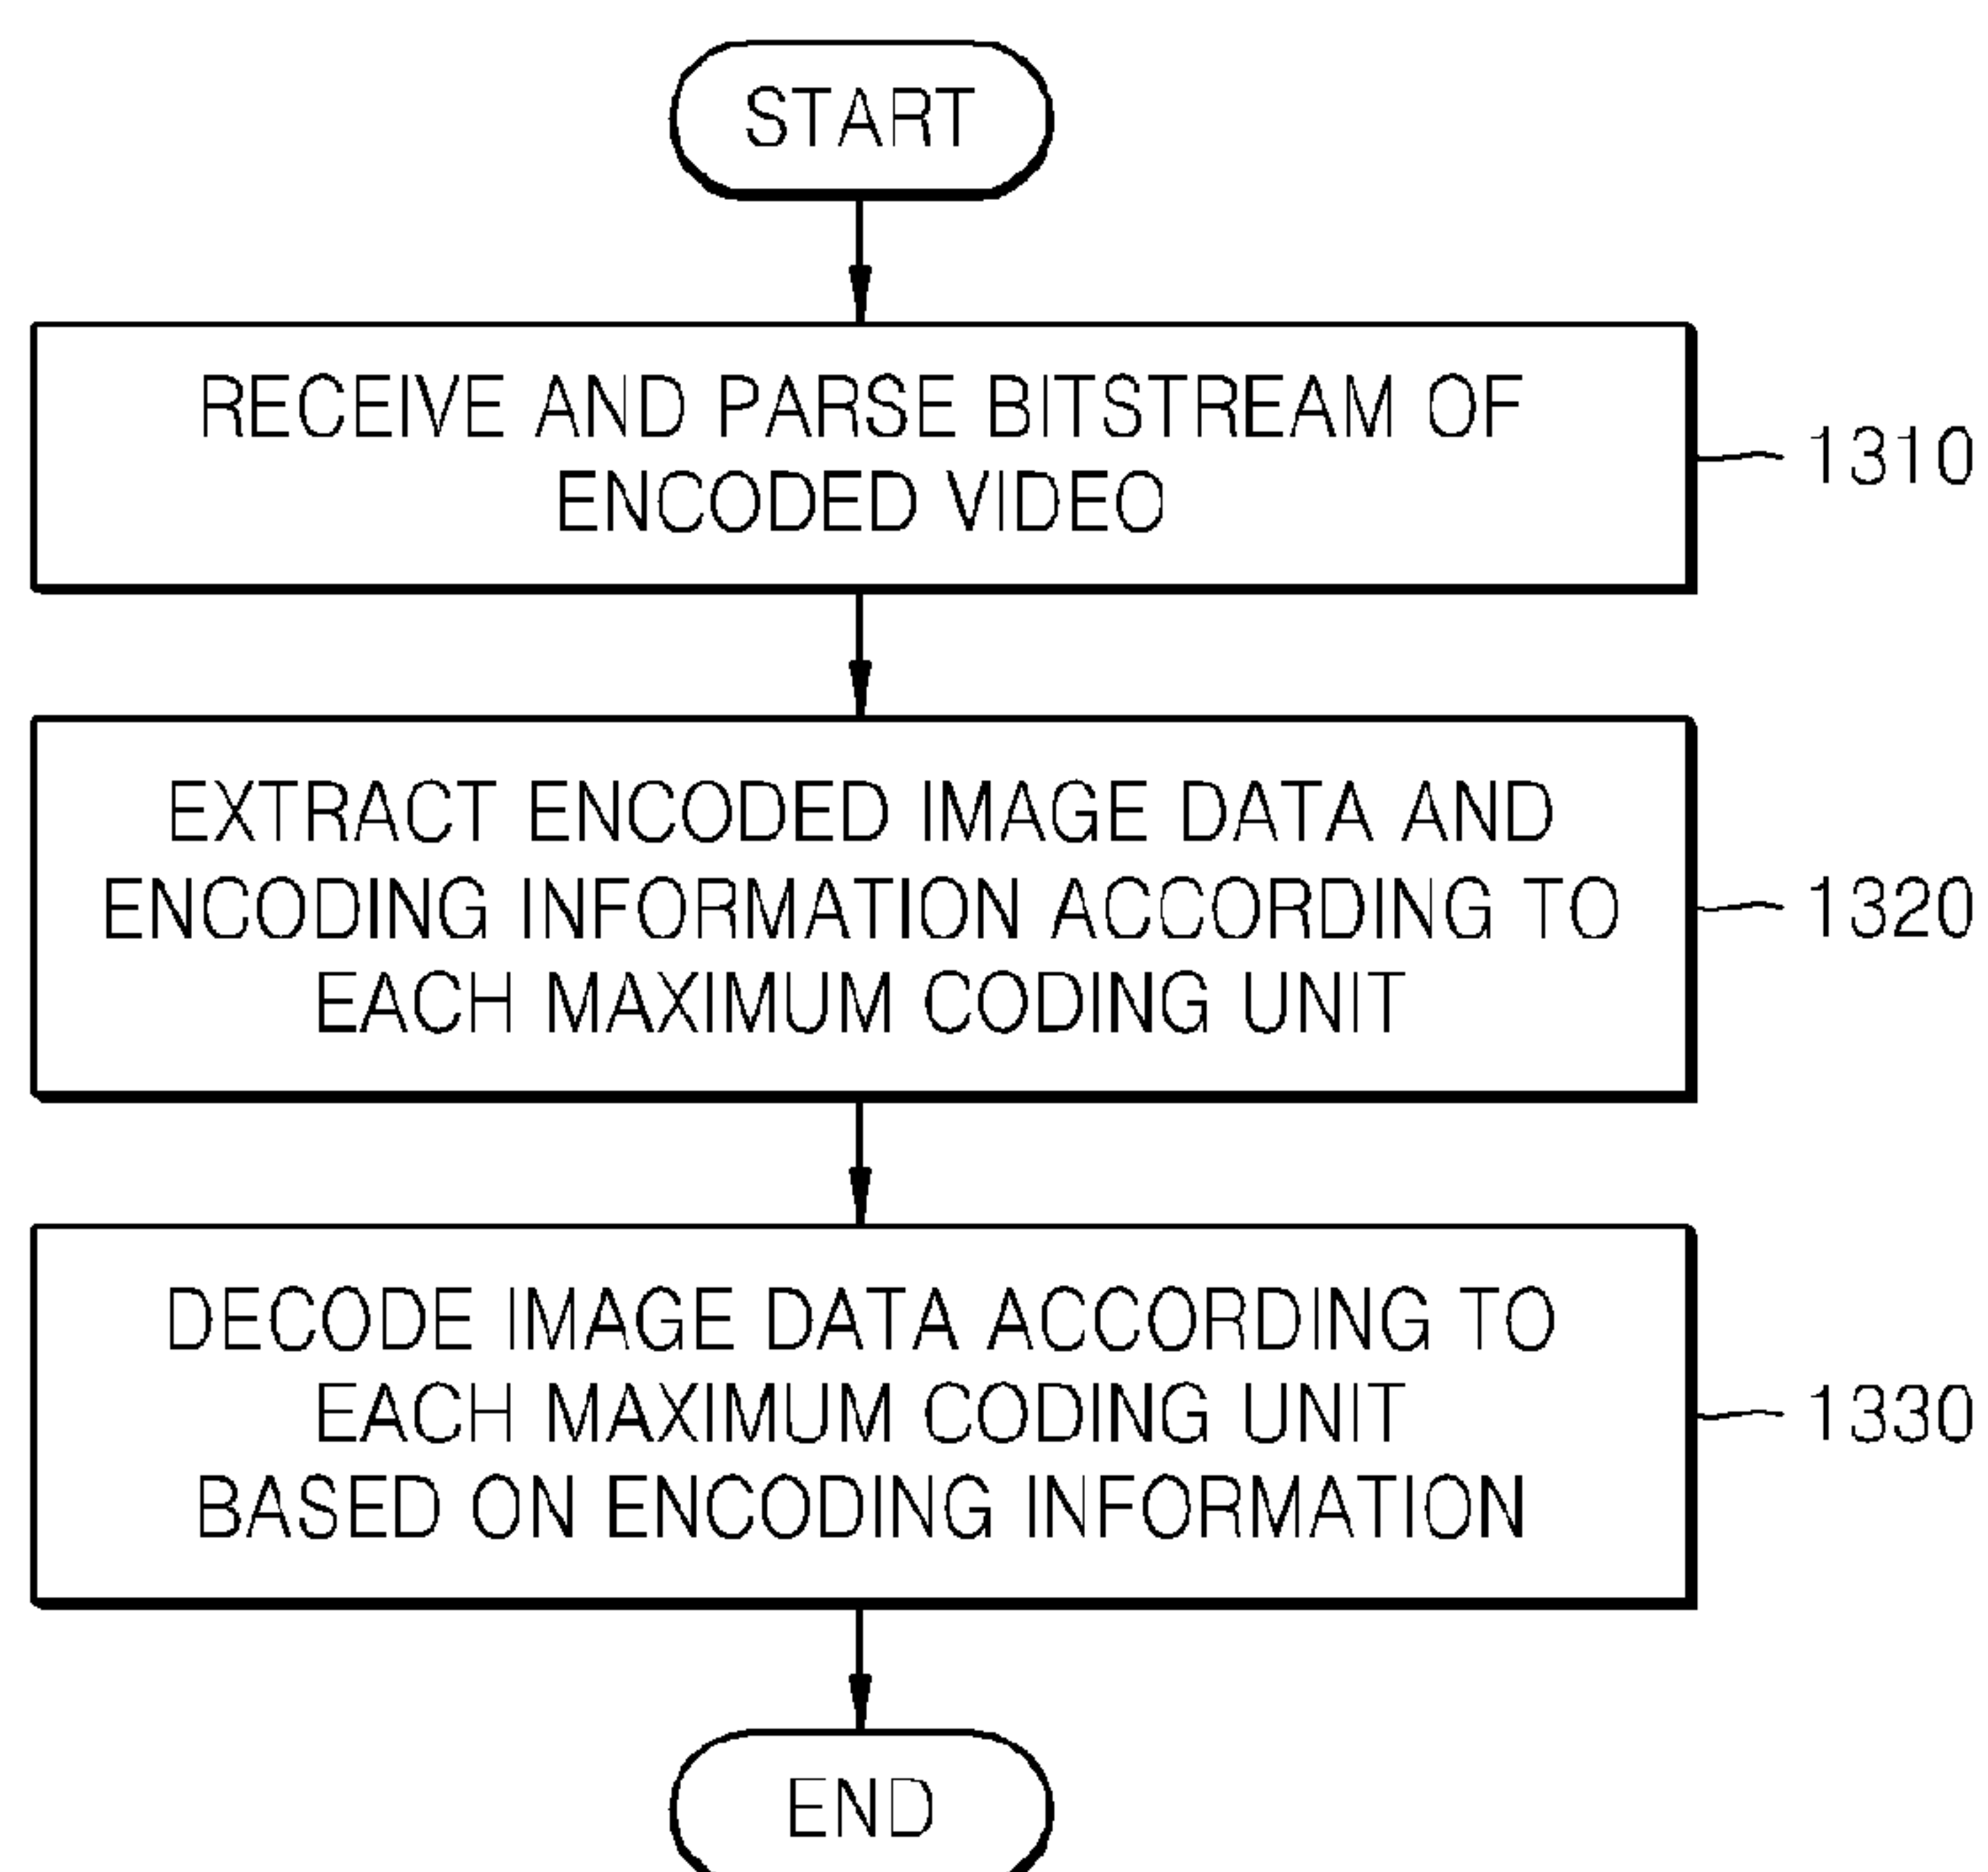 START
RECEIVE AND PARSE BITSTREAM OF
ENCODED VIDEO
1310
EXTRACT ENCODED IMAGE DATA AND
ENCODING INFORMATION ACCORDING TO
EACH MAXIMUM CODING UNIT
1320
DECODE IMAGE DATA ACCORDING TO
EACH MAXIMUM CODING UNIT
BASED ON ENCODING INFORMATION
1330
END